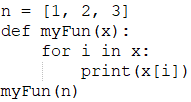 n = [1, 2, 3]
def myFun(x):
    for i in x:
        print(x[i])
myFun(n)